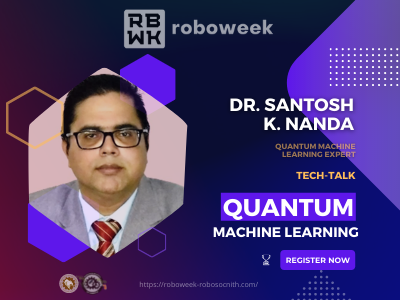 RB
WK
roboweek
DR. SANTOSH
K. NANDA
QUANTUM MACHINE
LEARNING EXPERT
TECH-TALK
QUANTUM
MACHINE LEARNING
REGISTER NOW
https://roboweek-robosocnith.com/